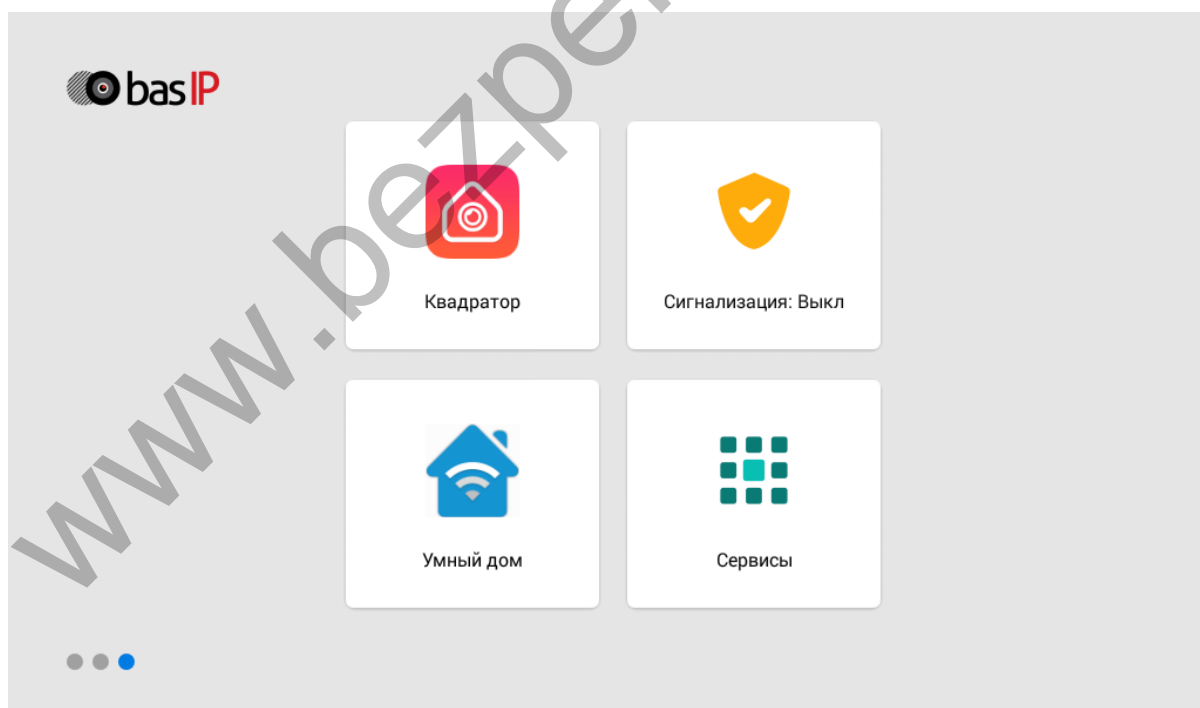 bas IP
Квадратор
Сигнализация: Выкл
Умный дом
Сервисы
www.bezpe